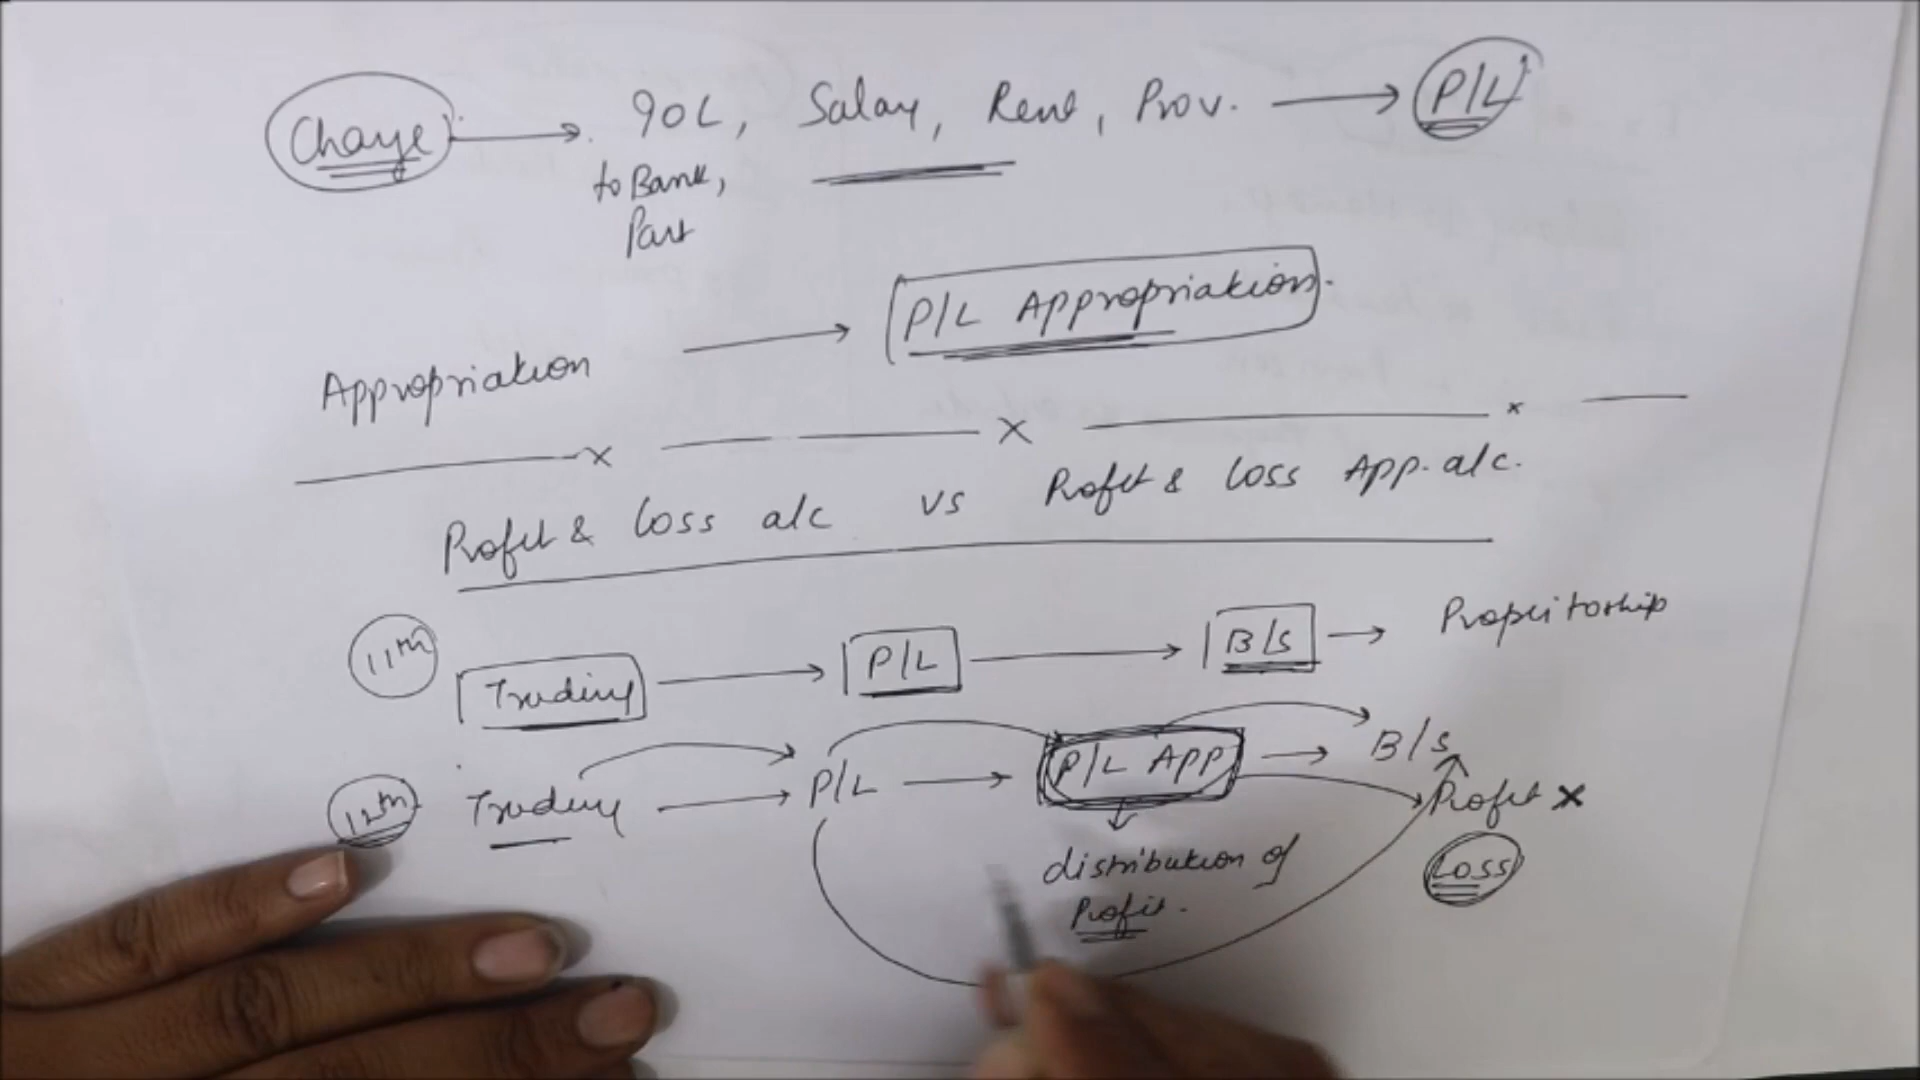 Charge → 90L, Salary, Rent, Prov. → P/L
to Bank,
Part
Appropriation → P/L Appropriation.
Profit & loss a/c vs Profit & loss App. a/c.
11th Trading → P/L → B/S → Propritorship
12th Trading → P/L → P/L APP → B/S
Profit ×
distribution of
Profit.
Loss